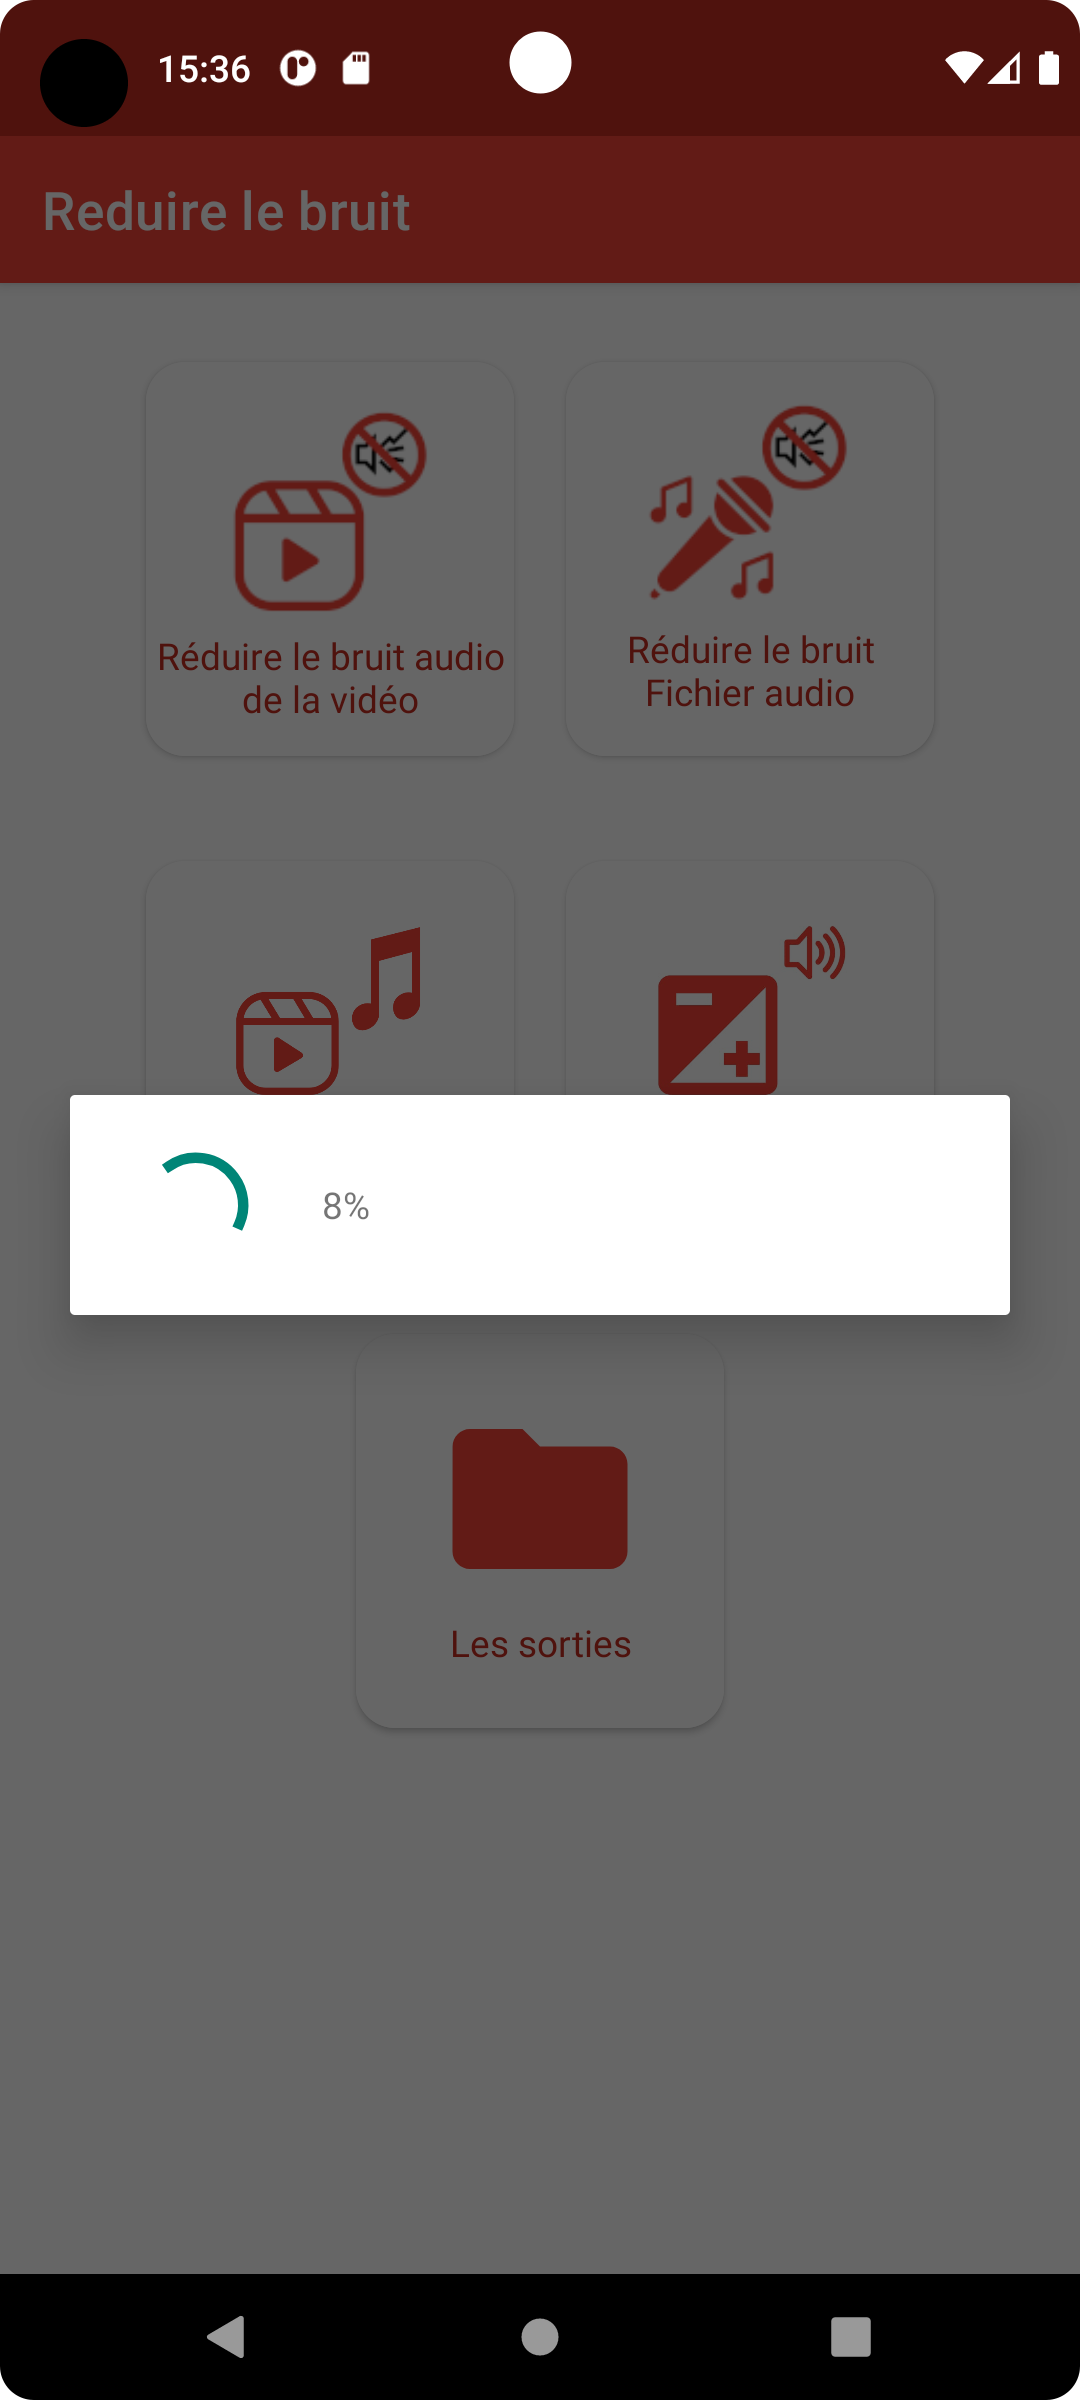 15:36
Reduire le bruit
Réduire le bruit audio
de la vidéo
Réduire le bruit
Fichier audio
8%
Les sorties